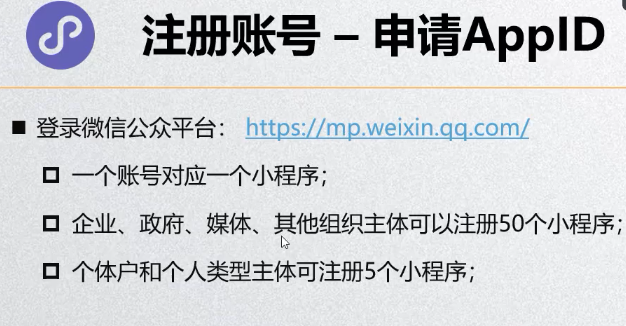 注册账号 – 申请AppID
■ 登录微信公众平台： https://mp.weixin.qq.com/
一个账号对应一个小程序；
企业、政府、媒体、其他组织主体可以注册50个小程序；
个体户和个人类型主体可注册5个小程序；